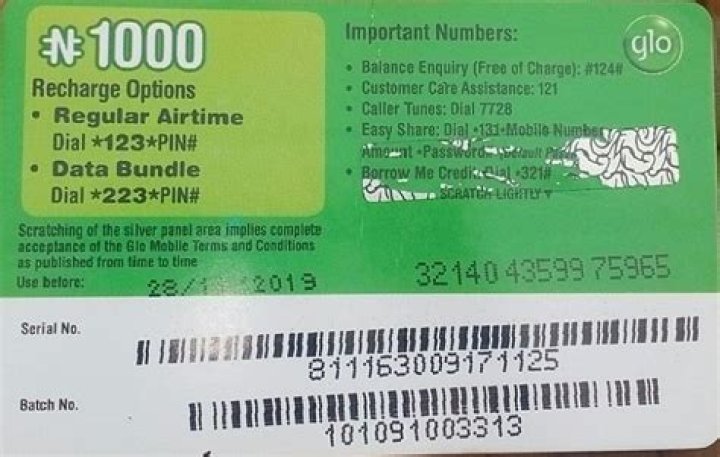 ₦1000
Recharge Options
• Regular Airtime
Dial *123*PIN#
• Data Bundle
Dial *223*PIN#
Scratching of the silver panel area implies complete
acceptance of the Glo Mobile Terms and Conditions
as published from time to time
Use before: 28/ 2019
Important Numbers:
glo
• Balance Enquiry (Free of Charge): #124#
• Customer Care Assistance: 121
• Caller Tunes: Dial 7728
• Easy Share: Dial *131*Mobile Number
Amount *Password# (Default
• Borrow Me Credit Dial *321#
SCRATCH LIGHTLY
32140 43599 75965
Serial No.
811163009171125
Batch No.
101091003313